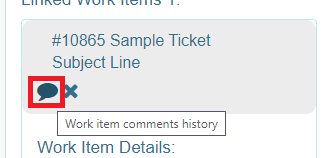 Linked Work Items 1:
#10865 Sample Ticket
Subject Line
Work item comments history
Work Item Details: